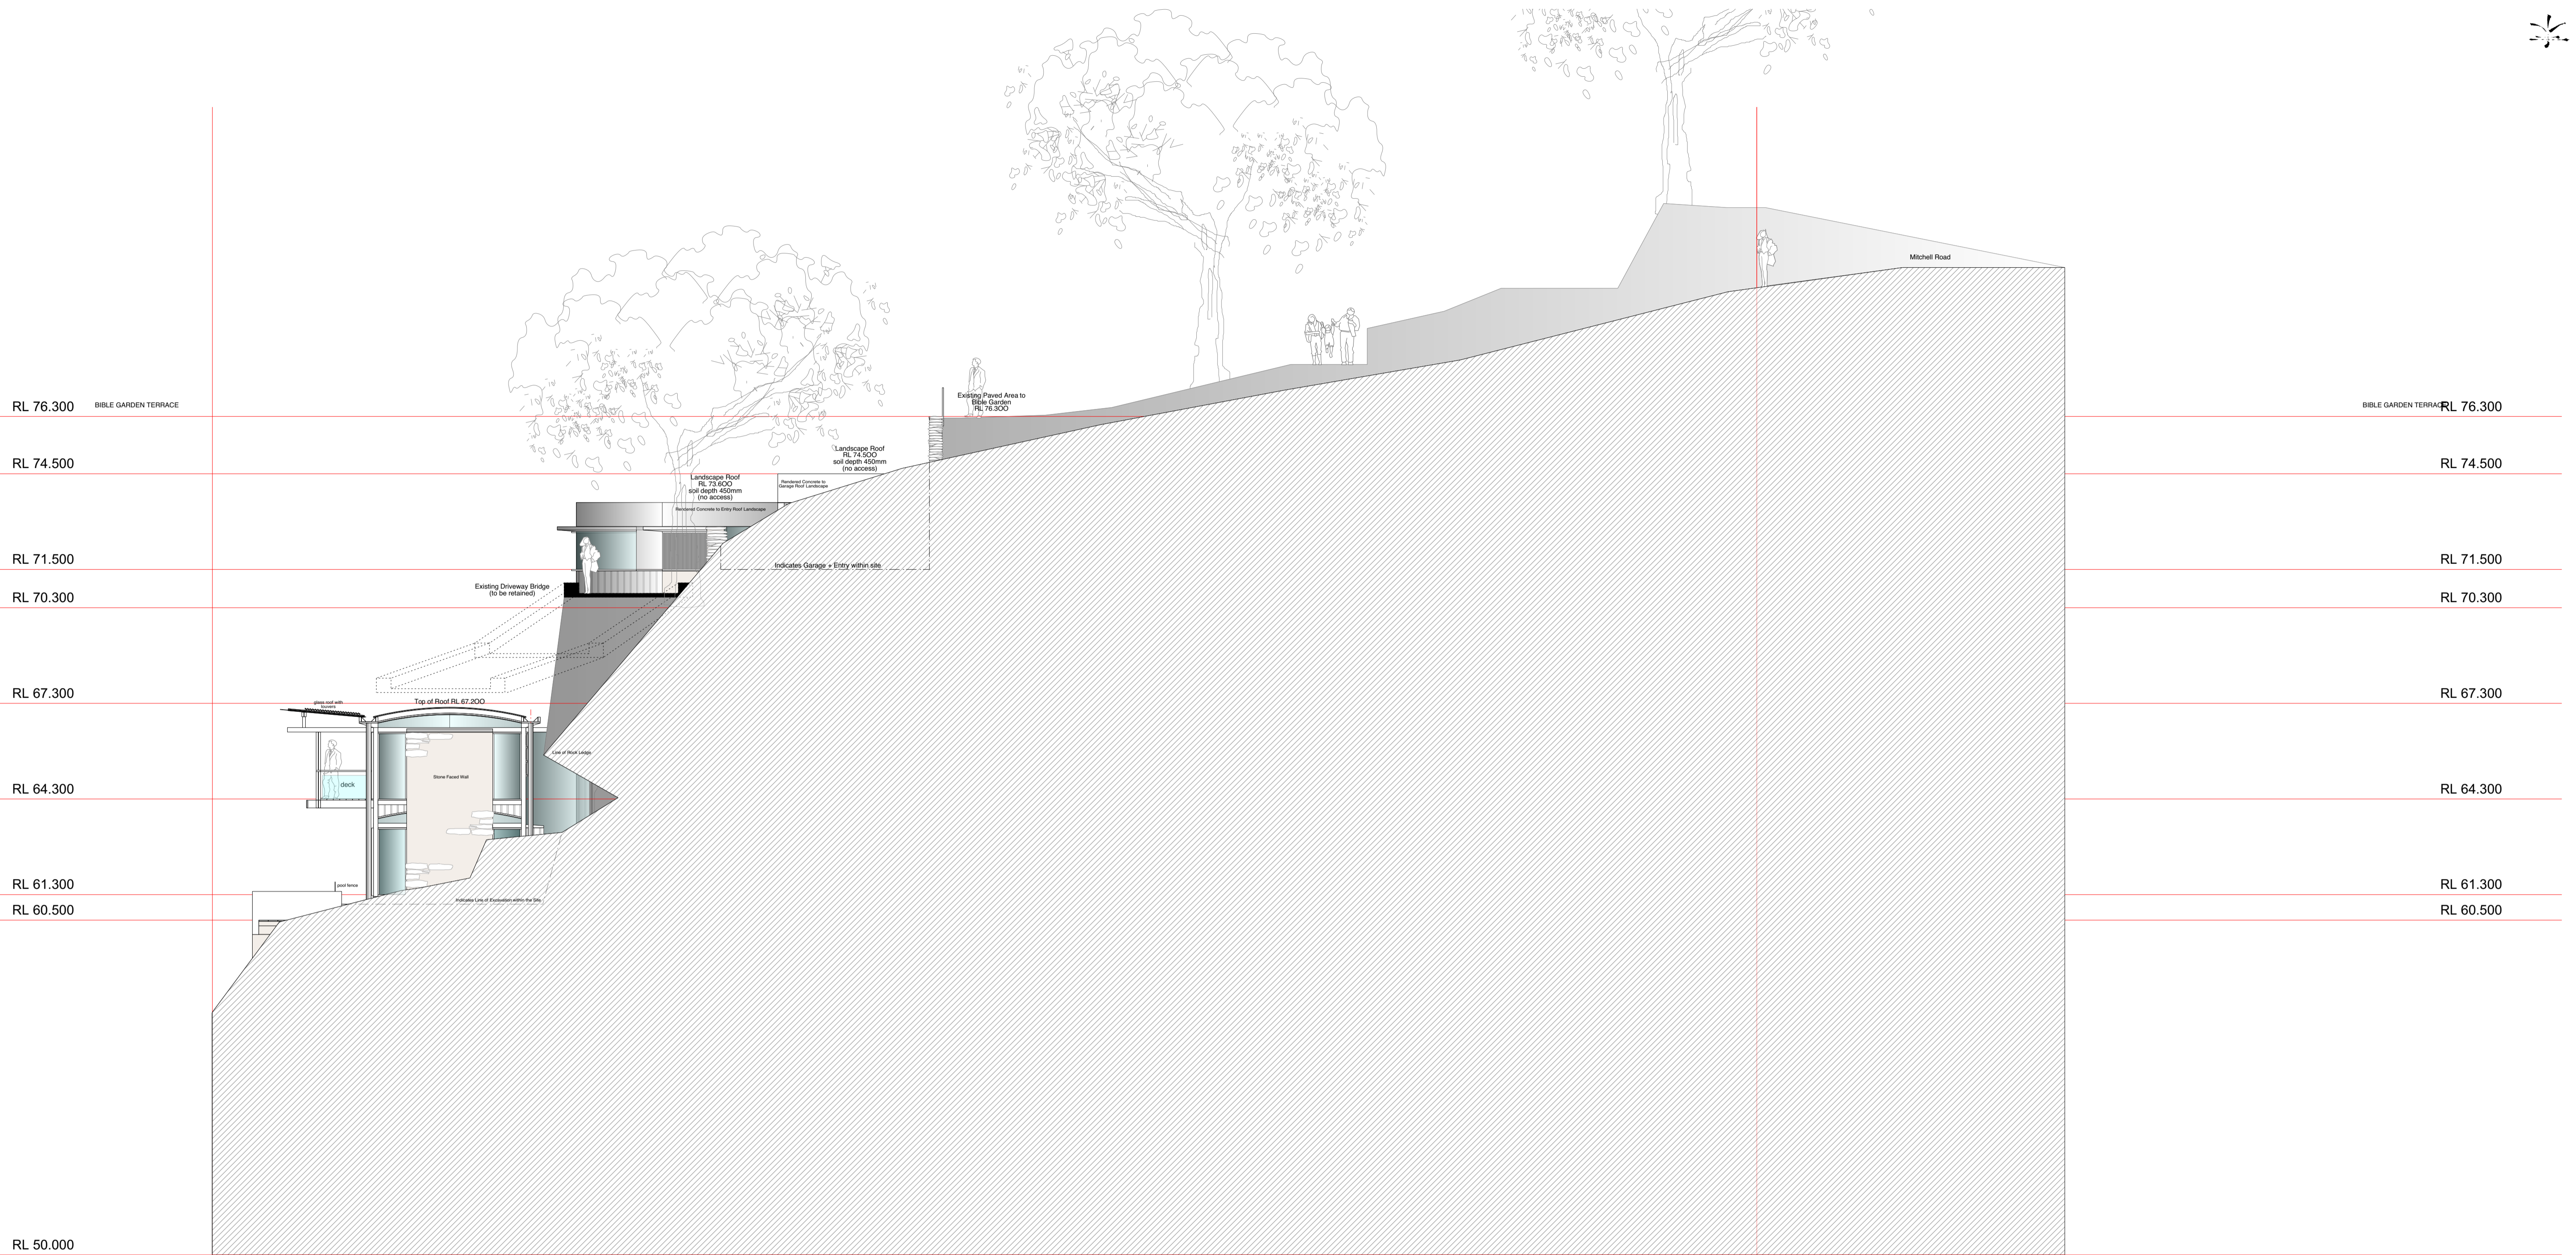 Mitchell Road
RL 76.300
BIBLE GARDEN TERRACE
Existing Paved Area to
Bible Garden
RL 76.300
BIBLE GARDEN TERRACE
RL 76.300
RL 74.500
Landscape Roof
RL 74.500
soil depth 450mm
(no access)
RL 74.500
Landscape Roof
RL 73.600
soil depth 450mm
(no access)
Rendered Concrete to
Garage Roof Landscape
Rendered Concrete to Entry Roof Landscape
RL 71.500
Indicates Garage + Entry within site
RL 71.500
Existing Driveway Bridge
(to be retained)
RL 70.300
RL 70.300
RL 67.300
glass roof with
louvers
Top of Roof RL 67.200
RL 67.300
Line of Rock Ledge
Stone Faced Wall
deck
RL 64.300
RL 64.300
RL 61.300
pool fence
RL 61.300
Indicates Line of Excavation within the Site
RL 60.500
RL 60.500
RL 50.000